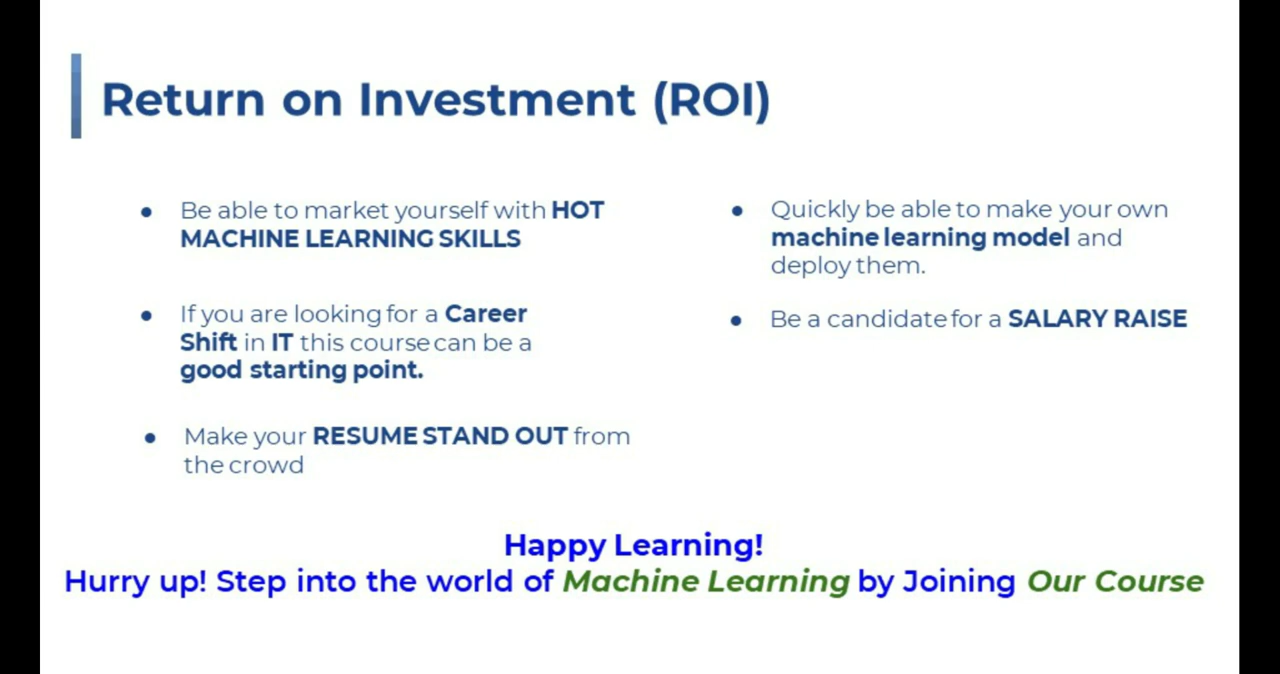 Return on Investment (ROI)
● Be able to market yourself with HOT
MACHINE LEARNING SKILLS
● If you are looking for a Career
Shift in IT this course can be a
good starting point.
● Make your RESUME STAND OUT from
the crowd
● Quickly be able to make your own
machine learning model and
deploy them.
● Be a candidate for a SALARY RAISE
Happy Learning!
Hurry up! Step into the world of Machine Learning by Joining Our Course